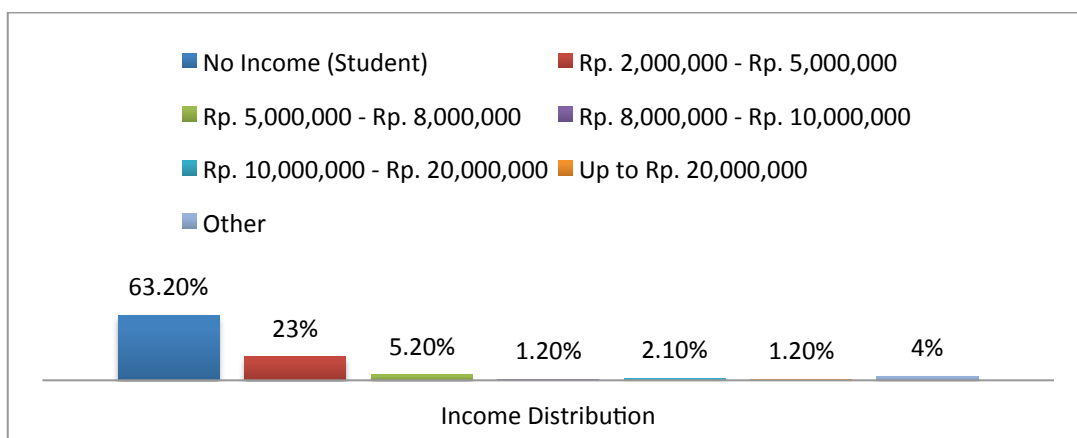 No Income (Student) Rp. 2,000,000 - Rp. 5,000,000
Rp. 5,000,000 - Rp. 8,000,000 Rp. 8,000,000 - Rp. 10,000,000
Rp. 10,000,000 - Rp. 20,000,000 Up to Rp. 20,000,000
Other
63.20% 23% 5.20% 1.20% 2.10% 1.20% 4%
Income Distribution